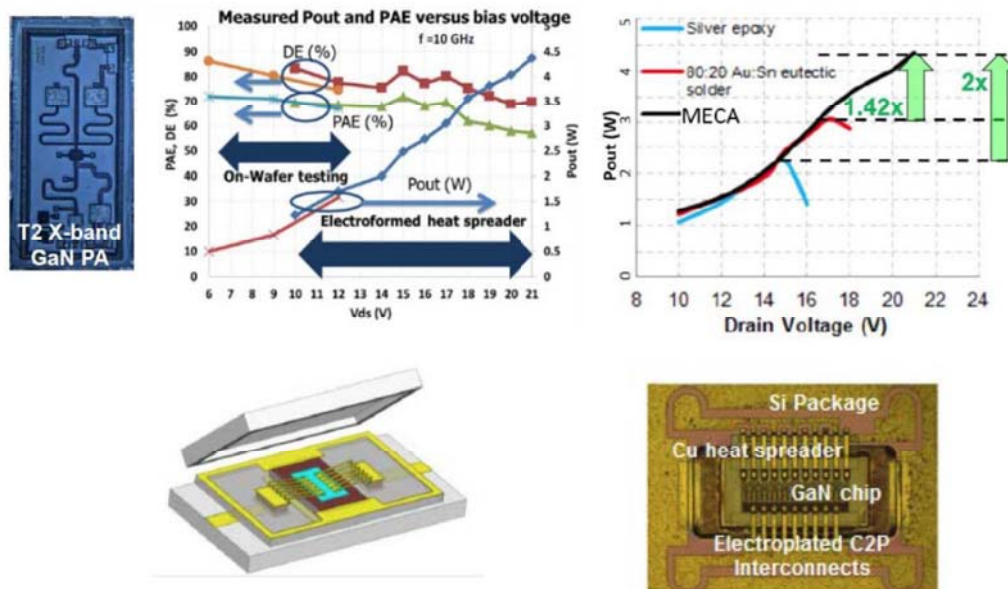 T2 X-band
GaN PA
Measured Pout and PAE versus bias voltage
f =10 GHz
DE (%)
PAE (%)
On-Wafer testing
Pout (W)
Electroformed heat spreader
PAE, DE (%)
100
90
80
70
60
50
40
30
20
10
0
Pout (W)
5
4.5
4
3.5
3
2.5
2
1.5
1
0.5
0
6 7 8 9 10 11 12 13 14 15 16 17 18 19 20 21
Vds (V)
Silver epoxy
80:20 Au:Sn eutectic
solder
MECA
1.42x
2x
Pout (W)
5
4
3
2
1
0
8 10 12 14 16 18 20 22 24
Drain Voltage (V)
Si Package
Cu heat spreader
GaN chip
Electroplated C2P
Interconnects